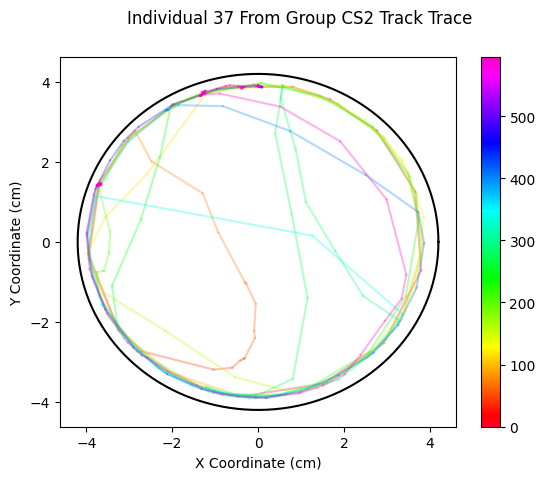 Individual 37 From Group CS2 Track Trace
4
2
0
−2
−4
Y Coordinate (cm)
−4 −2 0 2 4
X Coordinate (cm)
500
400
300
200
100
0